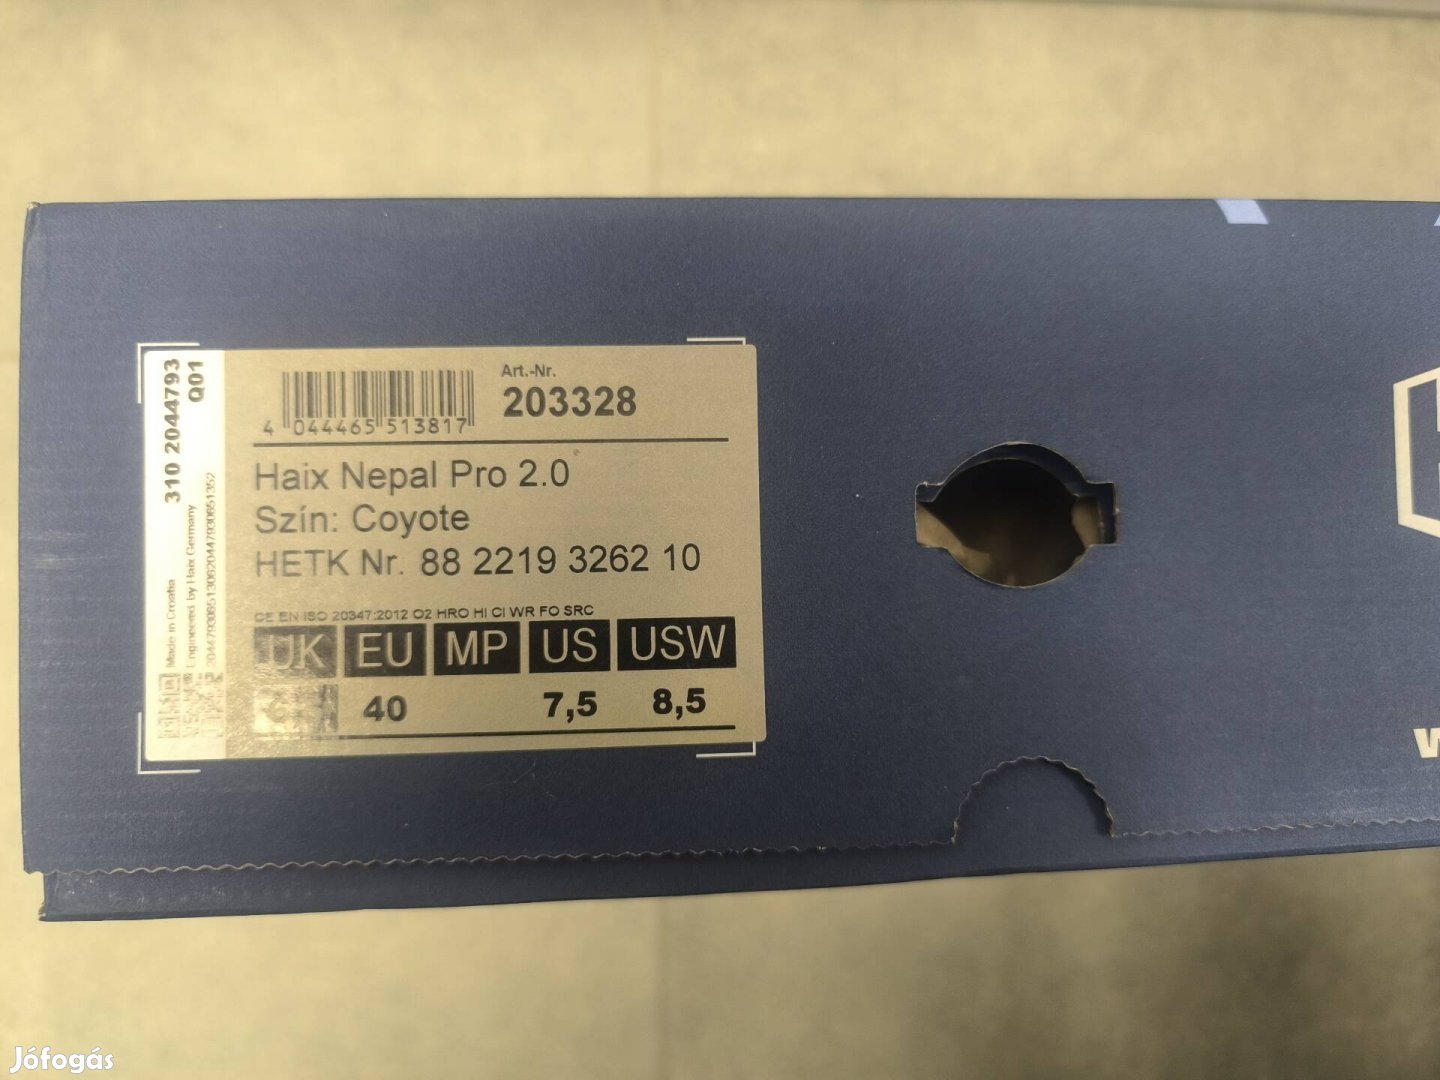 310 2044793
Q01
Made in Croatia
Engineered by Haix Germany
Art.-Nr.
203328
4 044465 513817
Haix Nepal Pro 2.0
Szín: Coyote
HETK Nr. 88 2219 3262 10
CE EN ISO 20347:2012 O2 HRO HI CI WR FO SRC
UK EU MP US USW
40 7,5 8,5
Jófogás